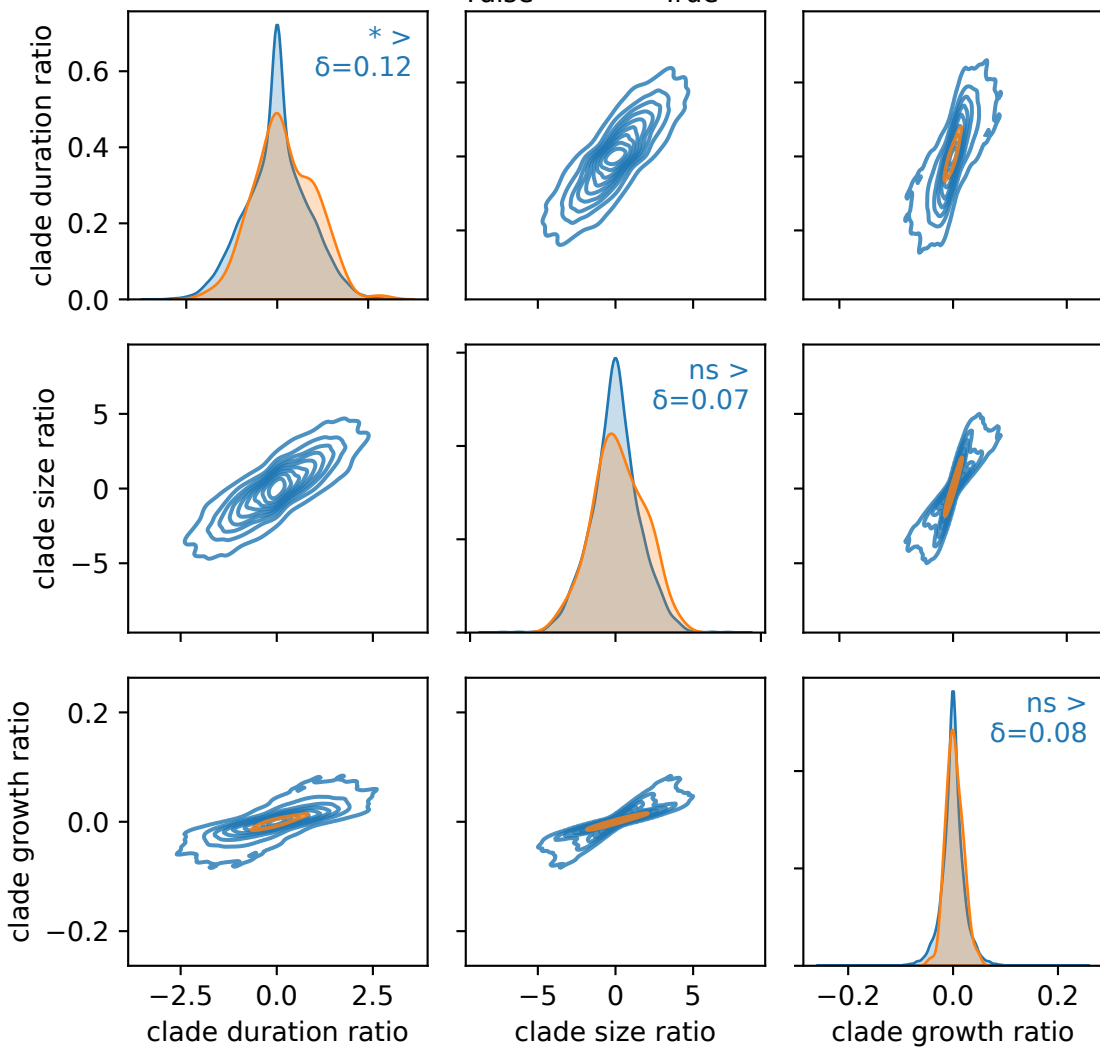 * >
δ=0.12
clade duration ratio
0.6
0.4
0.2
0.0
ns >
δ=0.07
clade size ratio
5
0
−5
ns >
δ=0.08
clade growth ratio
0.2
0.0
−0.2
−2.5 0.0 2.5
−5 0 5
−0.2 0.0 0.2
clade duration ratio
clade size ratio
clade growth ratio